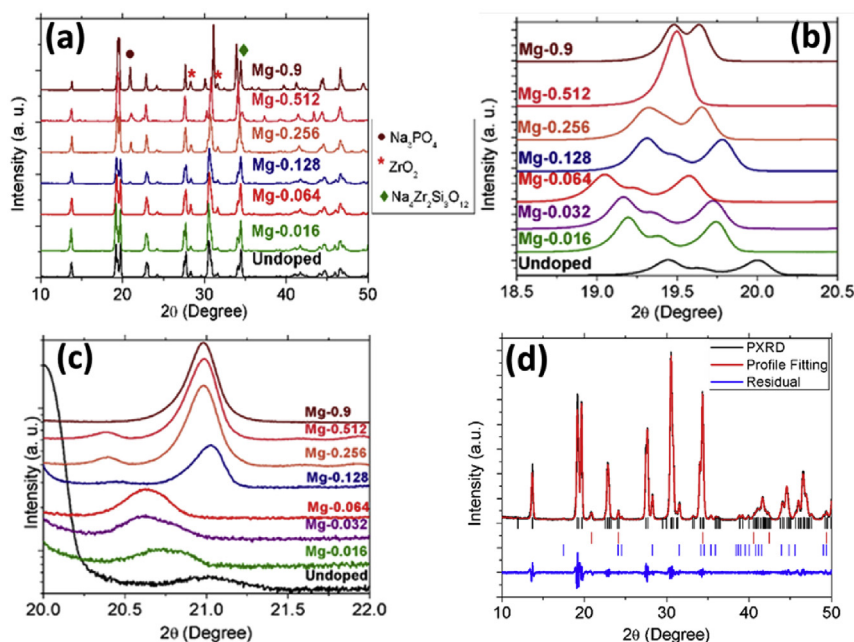 (a)
Mg-0.9
Mg-0.512
Mg-0.256
Mg-0.128
Mg-0.064
Mg-0.016
Undoped
Intensity (a. u.)
10 20 30 40 50
2θ (Degree)
Na₃PO₄
ZrO₂
Na₄Zr₂Si₃O₁₂
(b)
Mg-0.9
Mg-0.512
Mg-0.256
Mg-0.128
Mg-0.064
Mg-0.032
Mg-0.016
Undoped
Intensity (a. u.)
18.5 19.0 19.5 20.0 20.5
2θ (Degree)
(c)
Mg-0.9
Mg-0.512
Mg-0.256
Mg-0.128
Mg-0.064
Mg-0.032
Mg-0.016
Undoped
Intensity (a. u.)
20.0 20.5 21.0 21.5 22.0
2θ (Degree)
(d)
PXRD
Profile Fitting
Residual
Intensity (a.u.)
10 20 30 40 50
2θ (Degree)